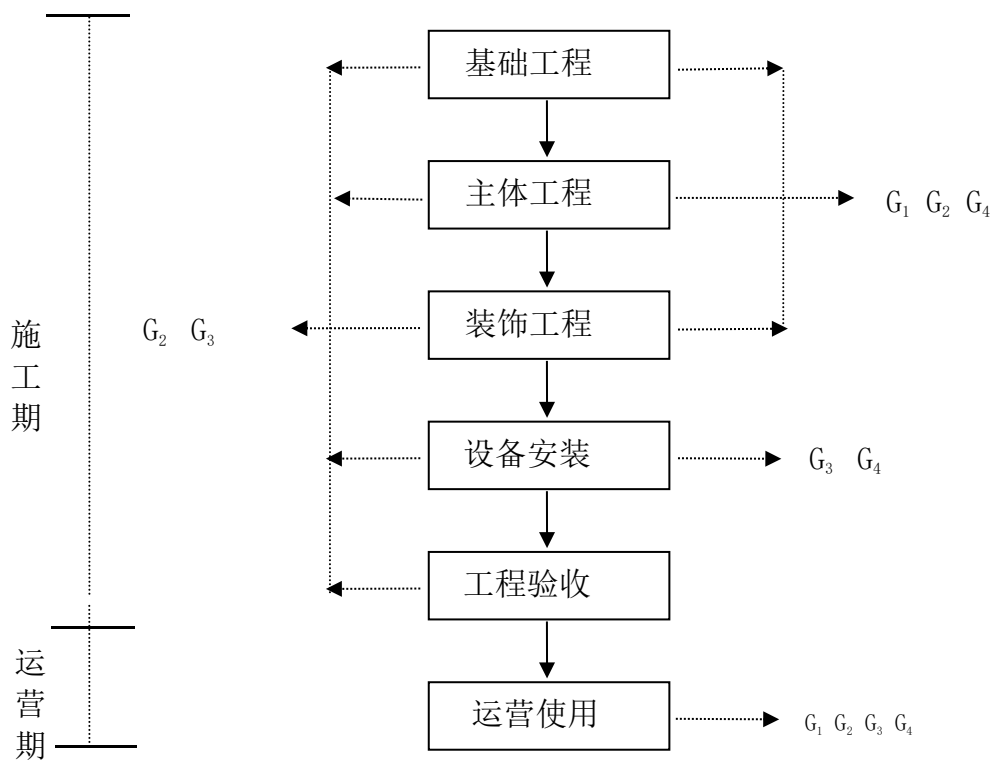 基础工程
主体工程
G₁ G₂ G₄
装饰工程
G₂ G₃
施工期
设备安装
G₃ G₄
工程验收
运营期
运营使用
G₁ G₂ G₃ G₄